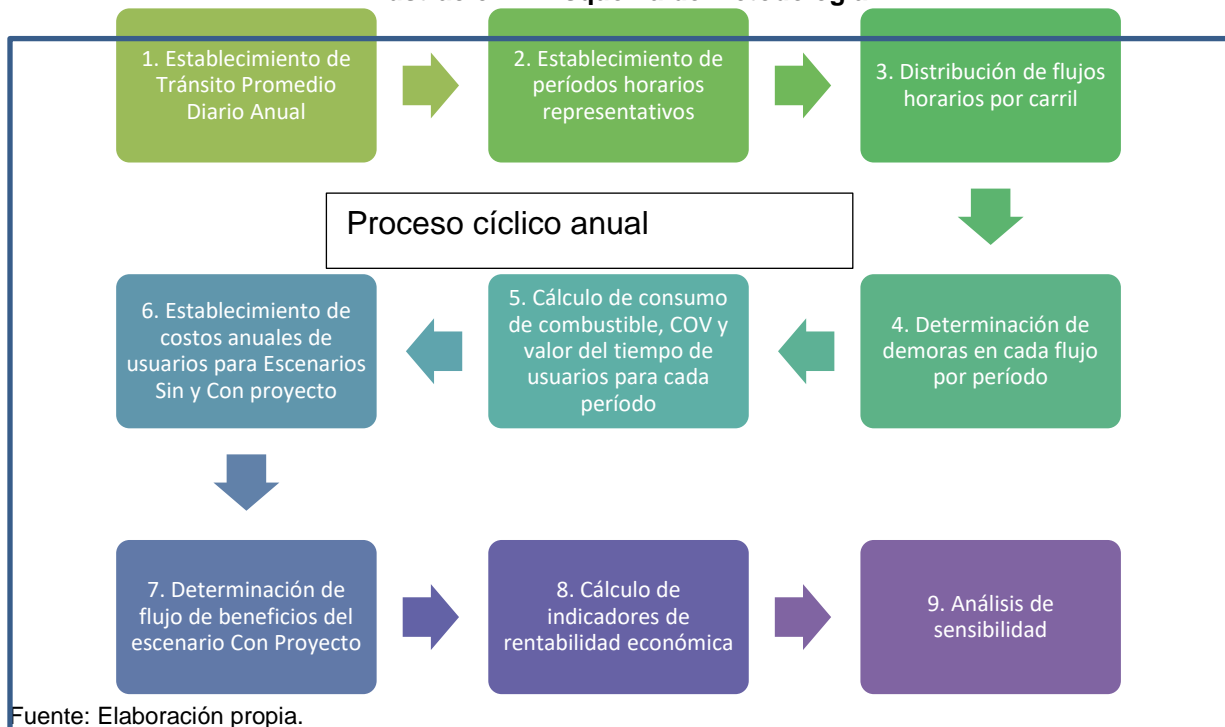 1. Establecimiento de
Tránsito Promedio
Diario Anual
2. Establecimiento de
períodos horarios
representativos
3. Distribución de flujos
horarios por carril
Proceso cíclico anual
6. Establecimiento de
costos anuales de
usuarios para Escenarios
Sin y Con proyecto
5. Cálculo de consumo
de combustible, COV y
valor del tiempo de
usuarios para cada
período
4. Determinación de
demoras en cada flujo
por período
7. Determinación de
flujo de beneficios del
escenario Con Proyecto
8. Cálculo de
indicadores de
rentabilidad económica
9. Análisis de
sensibilidad
Fuente: Elaboración propia.